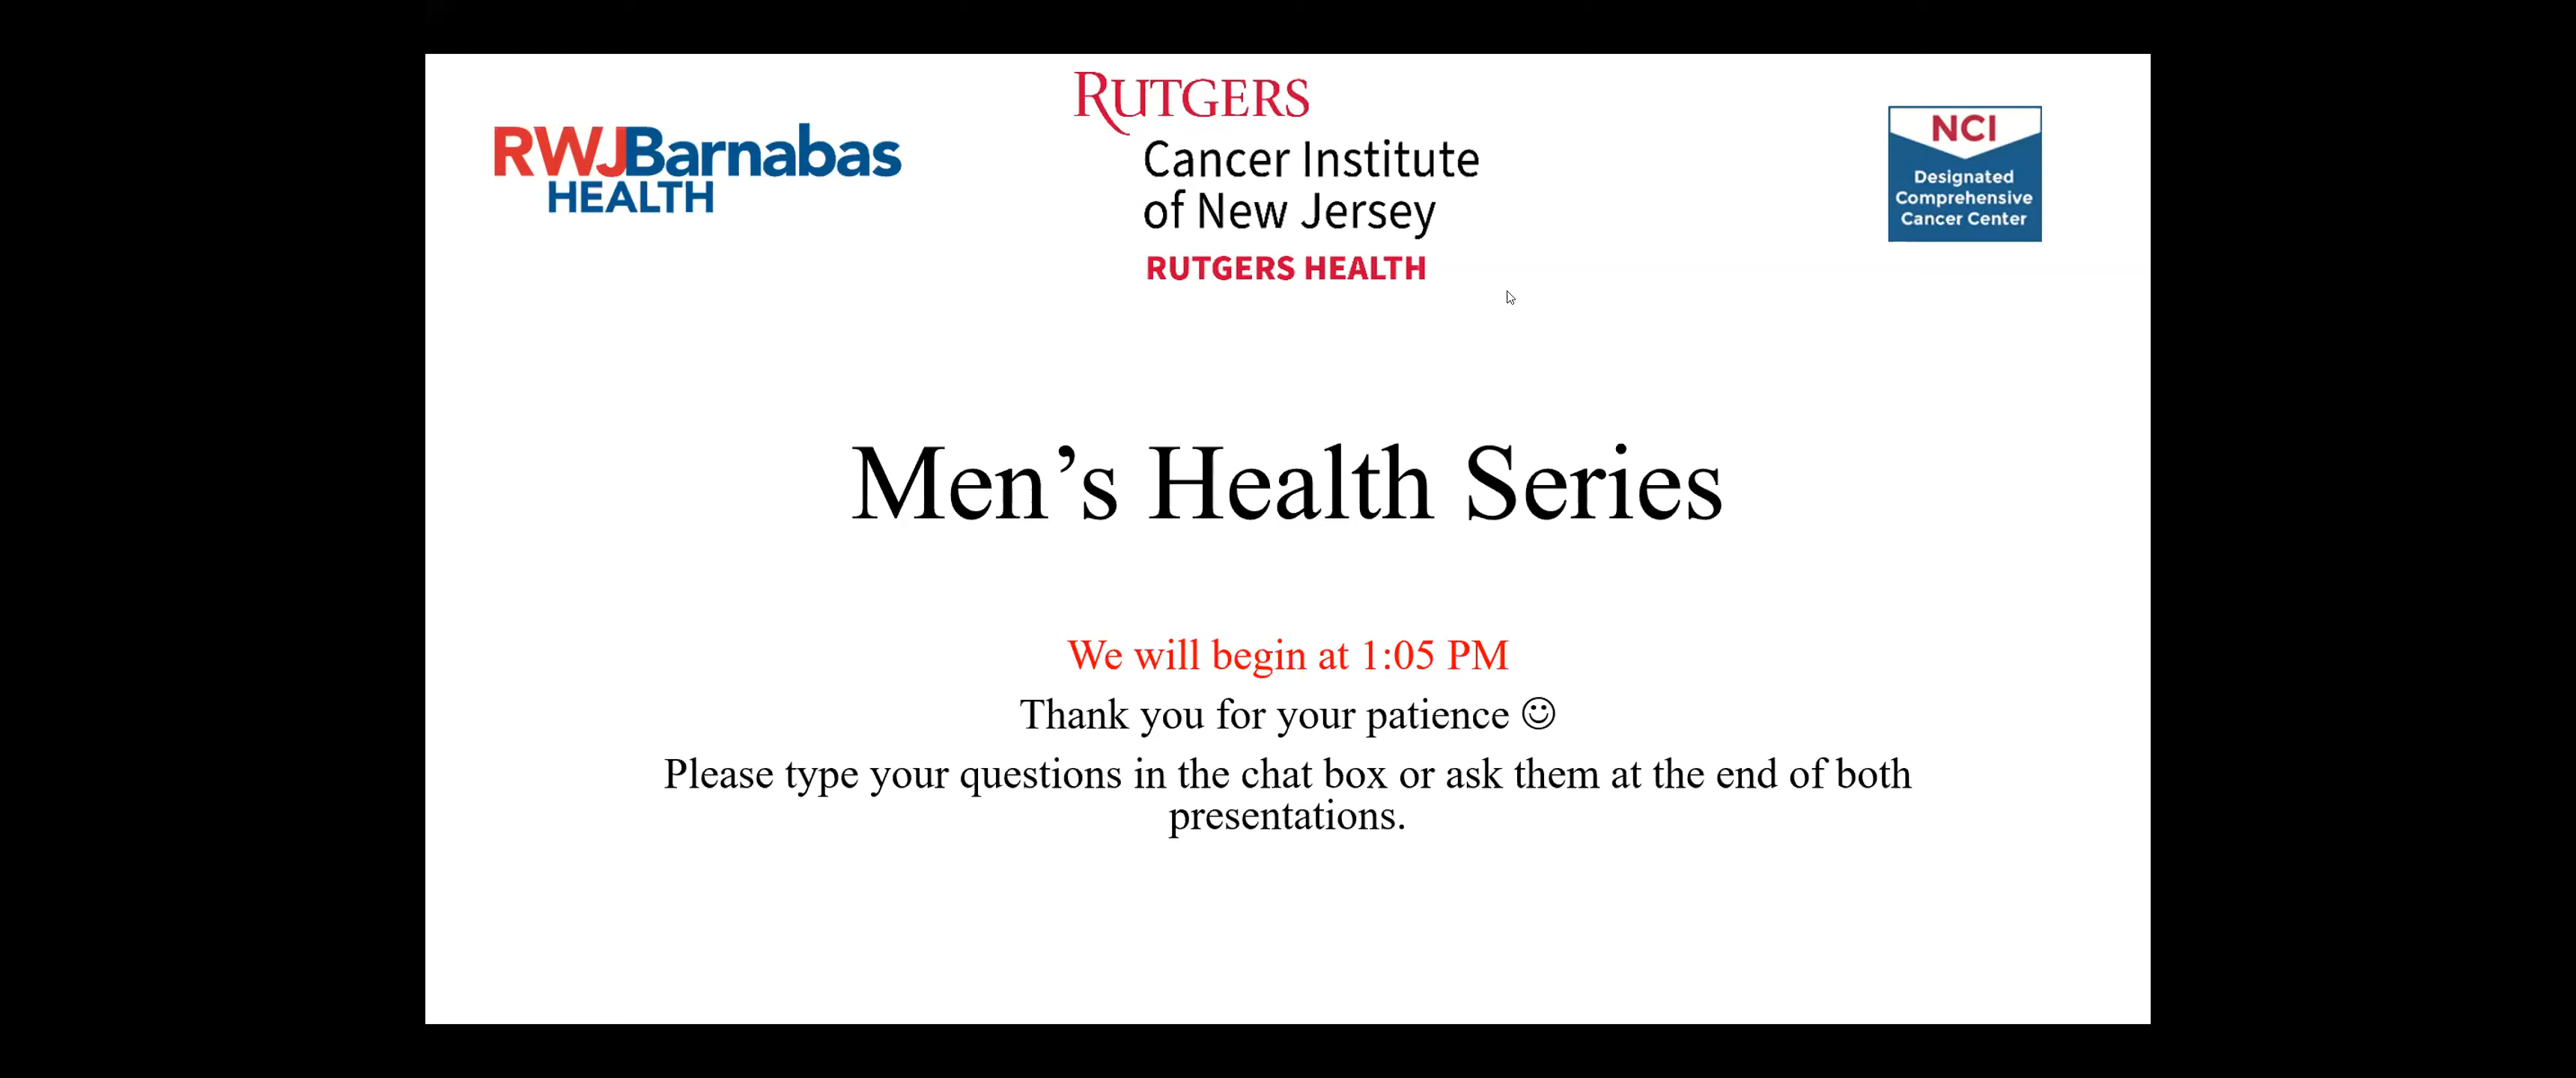 RWJBarnabas
HEALTH
RUTGERS
Cancer Institute
of New Jersey
RUTGERS HEALTH
NCI
Designated
Comprehensive
Cancer Center
Men’s Health Series
We will begin at 1:05 PM
Thank you for your patience ☺
Please type your questions in the chat box or ask them at the end of both
presentations.